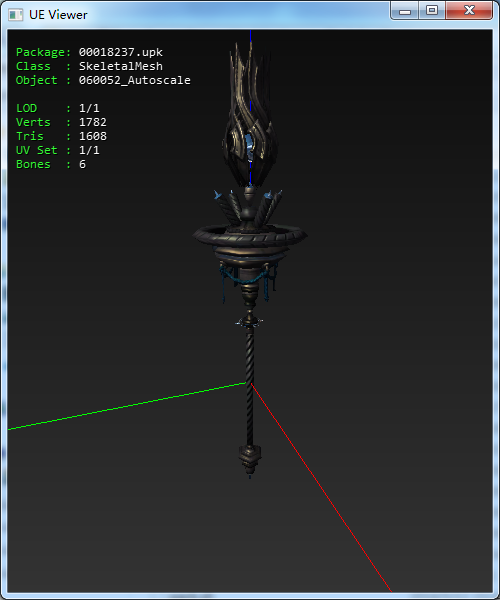 UE Viewer
Package: 00018237.upk
Class  : SkeletalMesh
Object : 060052_Autoscale
LOD    : 1/1
Verts  : 1782
Tris   : 1608
UV Set : 1/1
Bones  : 6